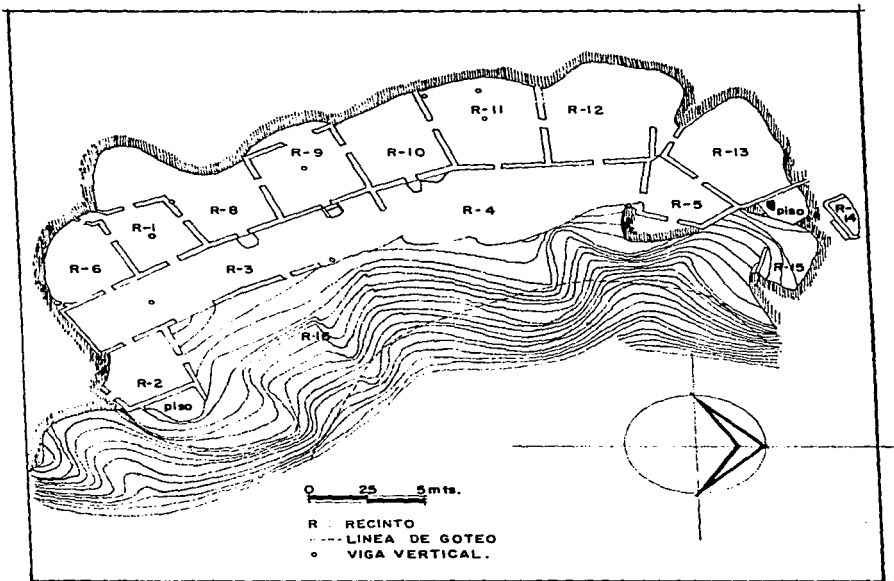 R-11
R-12
R-9
R-10
R-13
R-8
R-1
R-4
R-5
piso
R-14
R-6
R-3
R-15
R-16
R-2
piso
0 25 5mts.
R : RECINTO
LINEA DE GOTEO
VIGA VERTICAL.